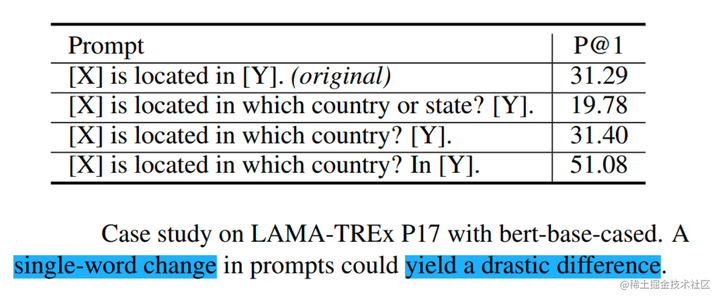 Prompt P@1
[X] is located in [Y]. (original) 31.29
[X] is located in which country or state? [Y]. 19.78
[X] is located in which country? [Y]. 31.40
[X] is located in which country? In [Y]. 51.08
Case study on LAMA-TREx P17 with bert-base-cased. A
single-word change in prompts could yield a drastic difference.
@稀土掘金技术社区